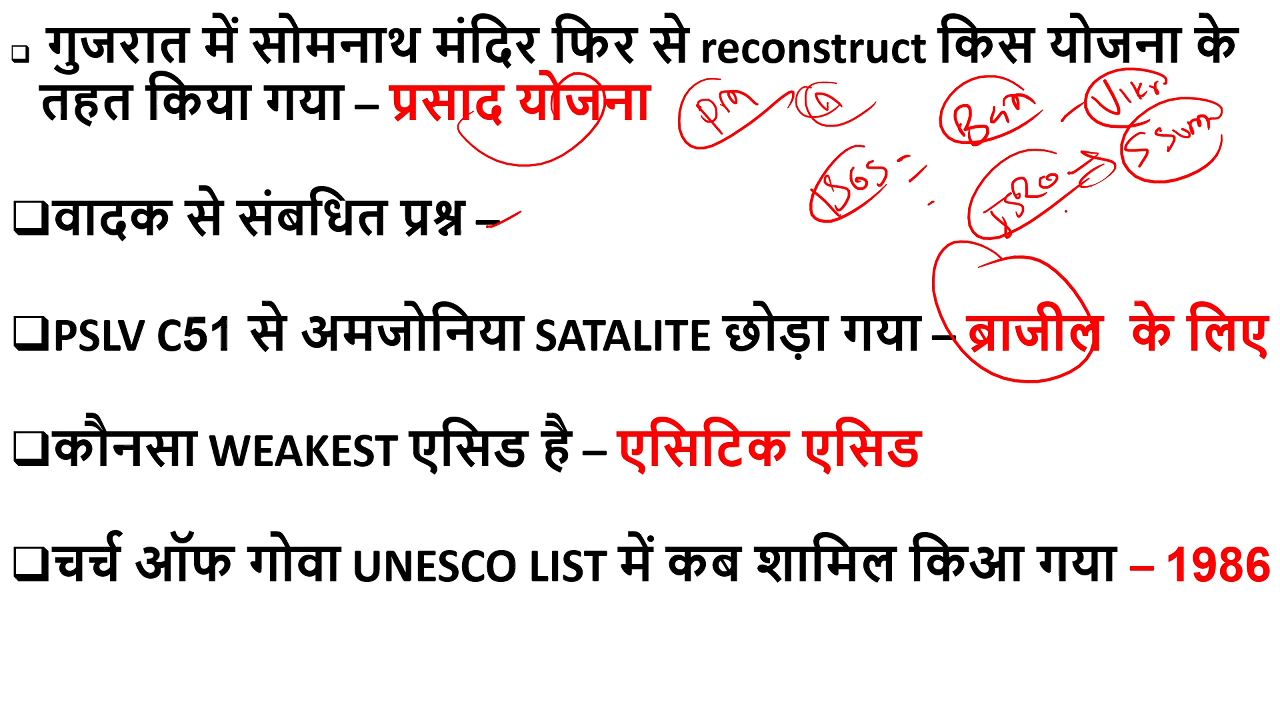 गुजरात में सोमनाथ मंदिर फिर से reconstruct किस योजना के
तहत किया गया – प्रसाद योजना
वादक से संबधित प्रश्न –
PSLV C51 से अमजोनिया SATALITE छोड़ा गया – ब्राजील के लिए
कौनसा WEAKEST एसिड है – एसिटिक एसिड
चर्च ऑफ गोवा UNESCO LIST में कब शामिल किआ गया – 1986
ISRO